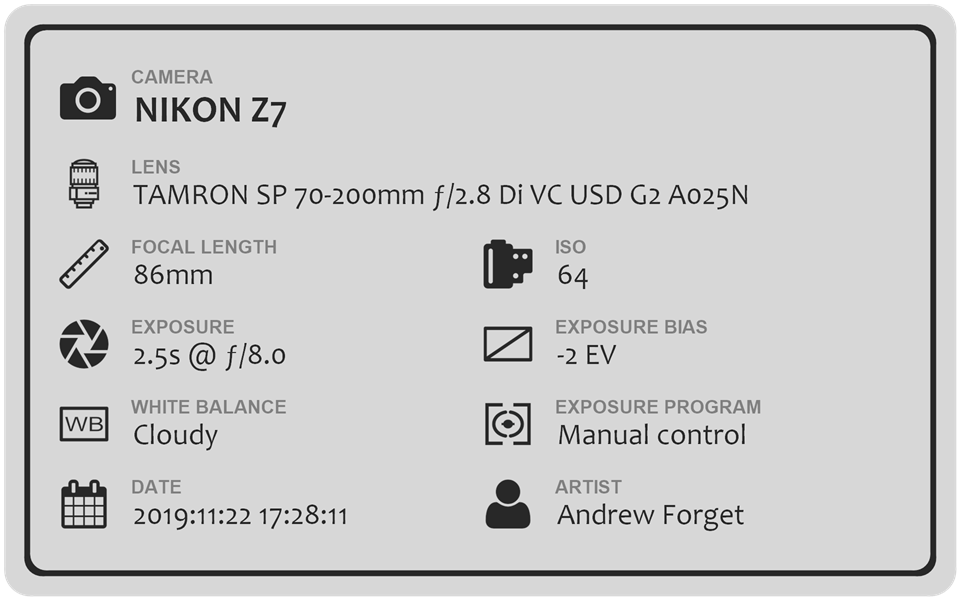 CAMERA
NIKON Z7
LENS
TAMRON SP 70-200mm ƒ/2.8 Di VC USD G2 A025N
FOCAL LENGTH
86mm
ISO
64
EXPOSURE
2.5s @ ƒ/8.0
EXPOSURE BIAS
-2 EV
WB
WHITE BALANCE
Cloudy
EXPOSURE PROGRAM
Manual control
DATE
2019:11:22 17:28:11
ARTIST
Andrew Forget